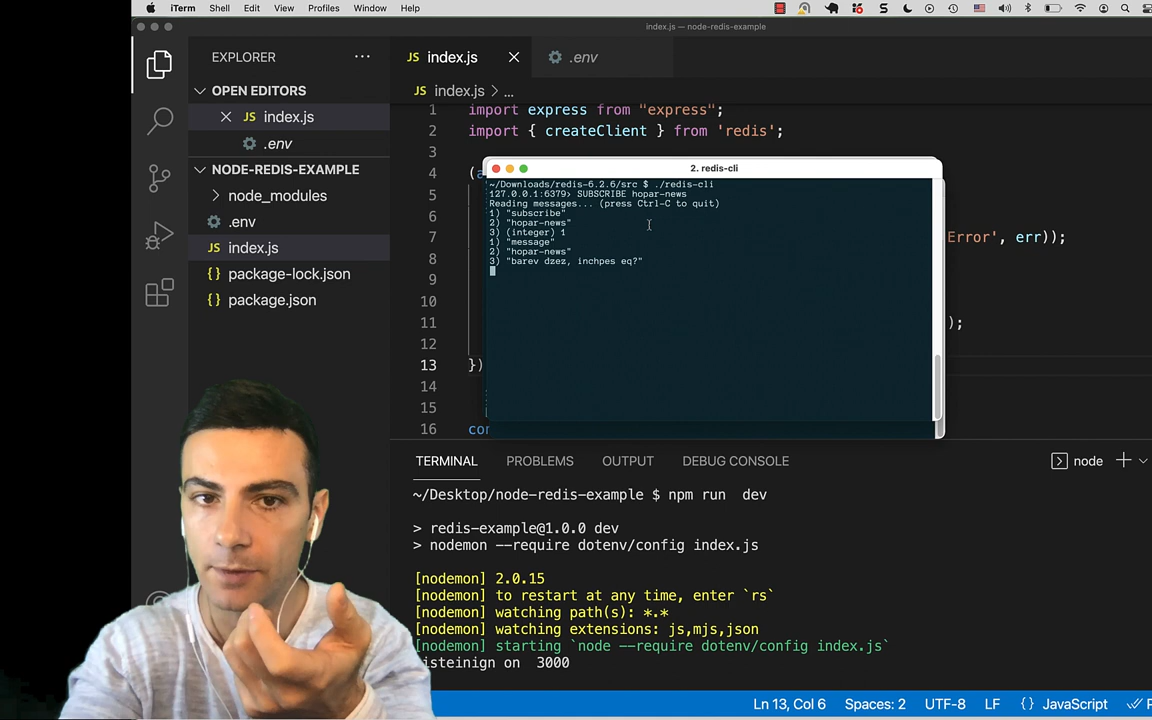 iTerm Shell Edit View Profiles Window Help
index.js — node-redis-example
EXPLORER
OPEN EDITORS
index.js
.env
NODE-REDIS-EXAMPLE
node_modules
.env
index.js
package-lock.json
package.json
index.js
.env
index.js > ...
1 import express from "express";
2 import { createClient } from 'redis';
3
4 (a
5
6
7 Error', err));
8
9
10
11 );
12
13 })
14
15
16 con
2. redis-cli
~/Downloads/redis-6.2.6/src $ ./redis-cli
127.0.0.1:6379> SUBSCRIBE hopar-news
Reading messages... (press Ctrl-C to quit)
1) "subscribe"
2) "hopar-news"
3) (integer) 1
1) "message"
2) "hopar-news"
3) "barev dzez, inchpes eq?"
TERMINAL PROBLEMS OUTPUT DEBUG CONSOLE
node
~/Desktop/node-redis-example $ npm run dev
> redis-example@1.0.0 dev
> nodemon --require dotenv/config index.js
[nodemon] 2.0.15
[nodemon] to restart at any time, enter `rs`
[nodemon] watching path(s): *.*
[nodemon] watching extensions: js,mjs,json
[nodemon] starting `node --require dotenv/config index.js`
isteinign on 3000
Ln 13, Col 6 Spaces: 2 UTF-8 LF {} JavaScript P